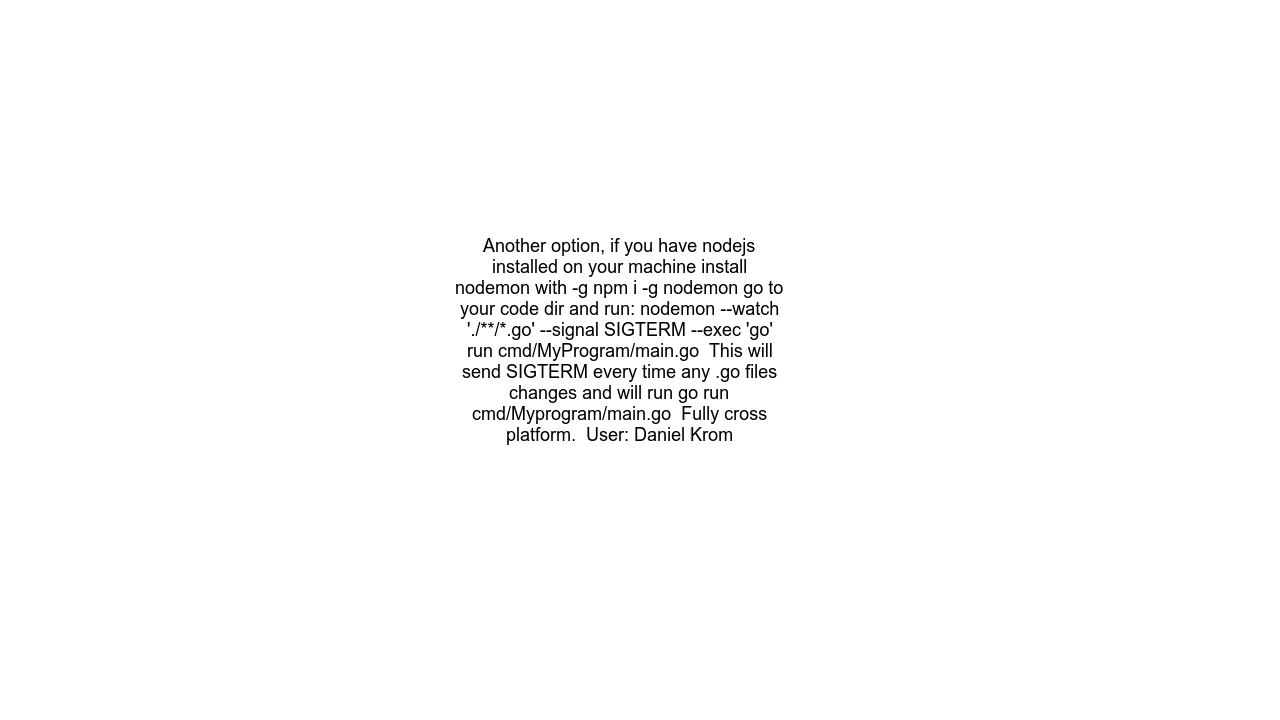 Another option, if you have nodejs
installed on your machine install
nodemon with -g npm i -g nodemon go to
your code dir and run: nodemon --watch
'./**/*.go' --signal SIGTERM --exec 'go'
run cmd/MyProgram/main.go  This will
send SIGTERM every time any .go files
changes and will run go run
cmd/Myprogram/main.go  Fully cross
platform.  User: Daniel Krom